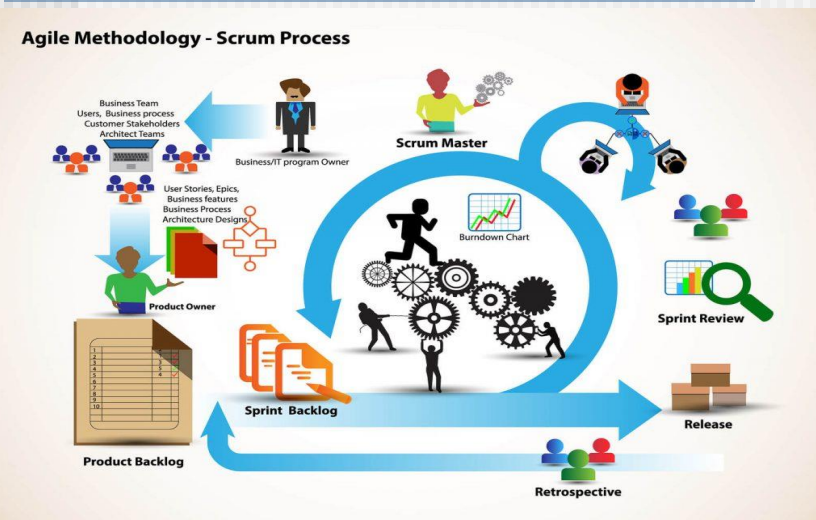 Agile Methodology - Scrum Process
Business Team
Users, Business process
Customer Stakeholders
Architect Teams
Business/IT program Owner
Scrum Master
User Stories, Epics,
Business features
Business Process
Architecture Designs
Burndown Chart
Product Owner
Sprint Review
1
2
3
4
5
6
7
8
9
10
3
5
4
Sprint Backlog
Release
Product Backlog
Retrospective